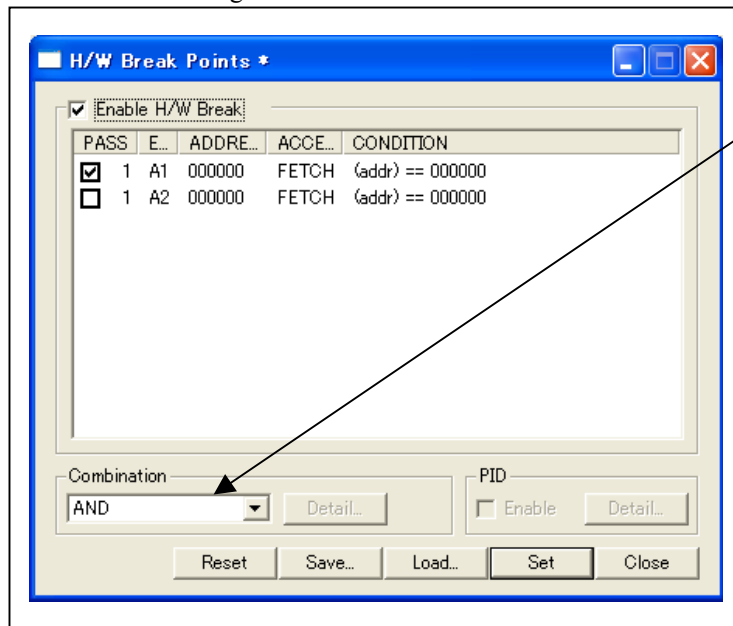 H/W Break Points *
Enable H/W Break
PASS E... ADDRE... ACCE... CONDITION
1 A1 000000 FETCH (addr) == 000000
1 A2 000000 FETCH (addr) == 000000
Combination
PID
AND
Detail...
Enable
Detail...
Reset Save... Load... Set Close